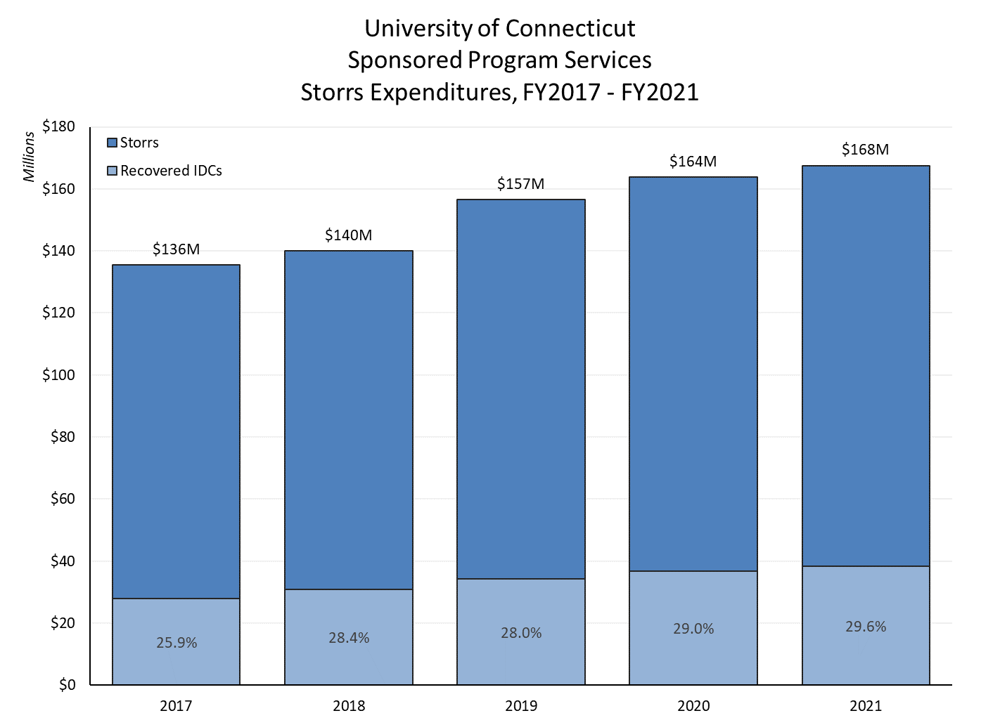 University of Connecticut
Sponsored Program Services
Storrs Expenditures, FY2017 - FY2021
Millions
$180
$160
$140
$120
$100
$80
$60
$40
$20
$0
Storrs
Recovered IDCs
$136M
$140M
$157M
$164M
$168M
25.9%
28.4%
28.0%
29.0%
29.6%
2017
2018
2019
2020
2021